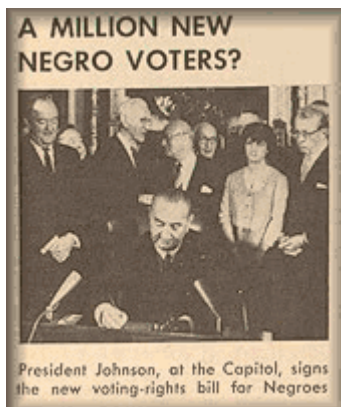 A MILLION NEW
NEGRO VOTERS?
President Johnson, at the Capitol, signs
the new voting-rights bill for Negroes